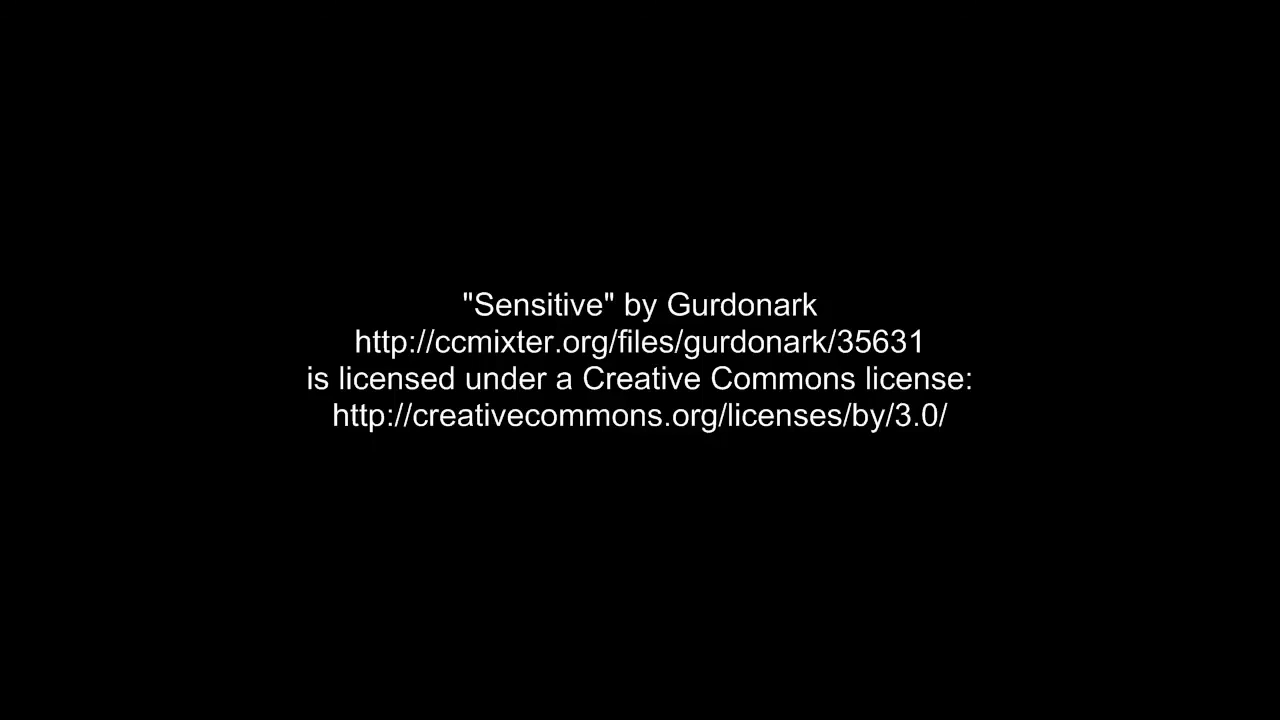 "Sensitive" by Gurdonark
http://ccmixter.org/files/gurdonark/35631
is licensed under a Creative Commons license:
http://creativecommons.org/licenses/by/3.0/